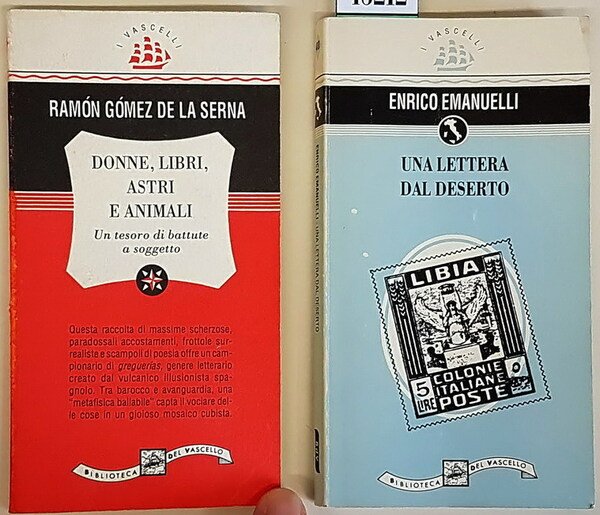 I VASCELLI
RAMÓN GÓMEZ DE LA SERNA
DONNE, LIBRI,
ASTRI
E ANIMALI
Un tesoro di battute
a soggetto
Questa raccolta di massime scherzose,
paradossali accostamenti, frottole sur-
realiste e scampoli di poesia offre un cam-
pionario di greguerias, genere letterario
creato dal vulcanico illusionista spa-
gnolo. Tra barocco e avanguardia, una
"metafisica ballabile" capta il vociare del-
le cose in un gioioso mosaico cubista.
BIBLIOTECA DEL VASCELLO
I VASCELLI
ENRICO EMANUELLI
UNA LETTERA
DAL DESERTO
LIBIA
5
LIRE
COLONIE
ITALIANE
POSTE
BIBLIOTECA DEL VASCELLO
ENRICO EMANUELLI UNA LETTERA DAL DESERTO